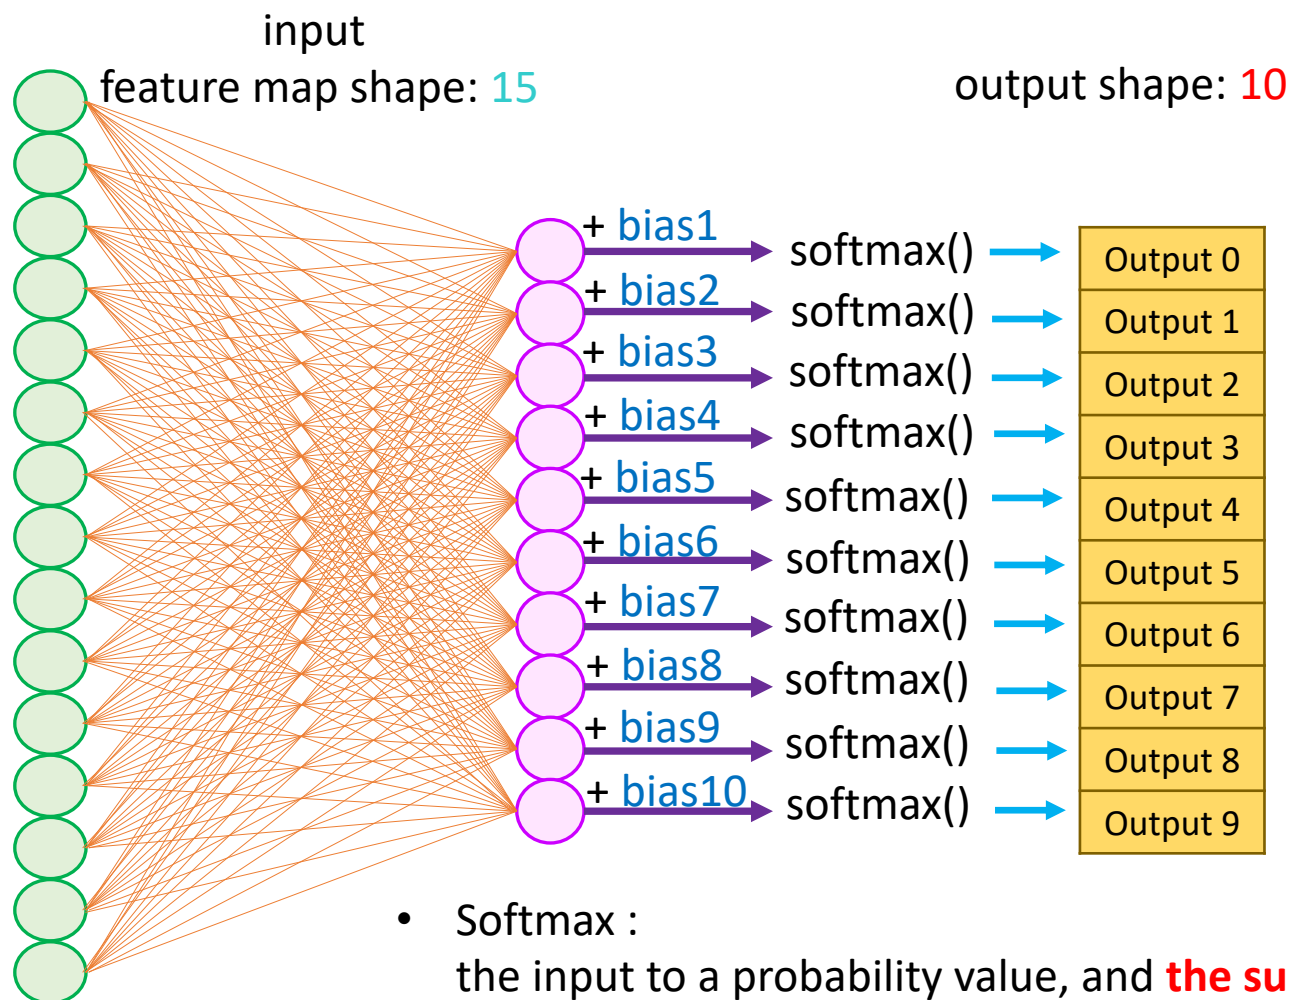 input
feature map shape: 15
output shape: 10
+ bias1 softmax() Output 0
+ bias2 softmax() Output 1
+ bias3 softmax() Output 2
+ bias4 softmax() Output 3
+ bias5 softmax() Output 4
+ bias6 softmax() Output 5
+ bias7 softmax() Output 6
+ bias8 softmax() Output 7
+ bias9 softmax() Output 8
+ bias10 softmax() Output 9
• Softmax :
the input to a probability value, and the su